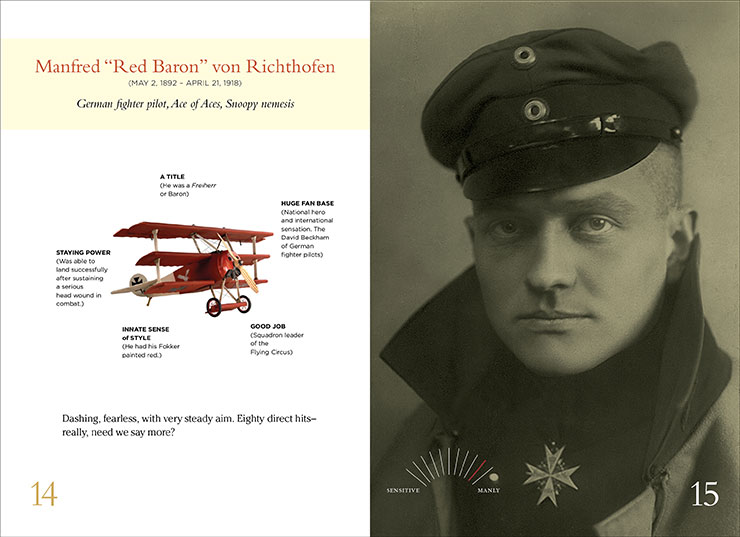 Manfred “Red Baron” von Richthofen
(MAY 2, 1892 – APRIL 21, 1918)
German fighter pilot, Ace of Aces, Snoopy nemesis
A TITLE
(He was a Freiherr
or Baron)
HUGE FAN BASE
(National hero
and international
sensation. The
David Beckham
of German
fighter pilots)
STAYING POWER
(Was able to
land successfully
after sustaining
a serious
head wound in
combat.)
INNATE SENSE
of STYLE
(He had his Fokker
painted red.)
GOOD JOB
(Squadron leader
of the
Flying Circus)
Dashing, fearless, with very steady aim. Eighty direct hits–
really, need we say more?
14
SENSITIVE
MANLY
15